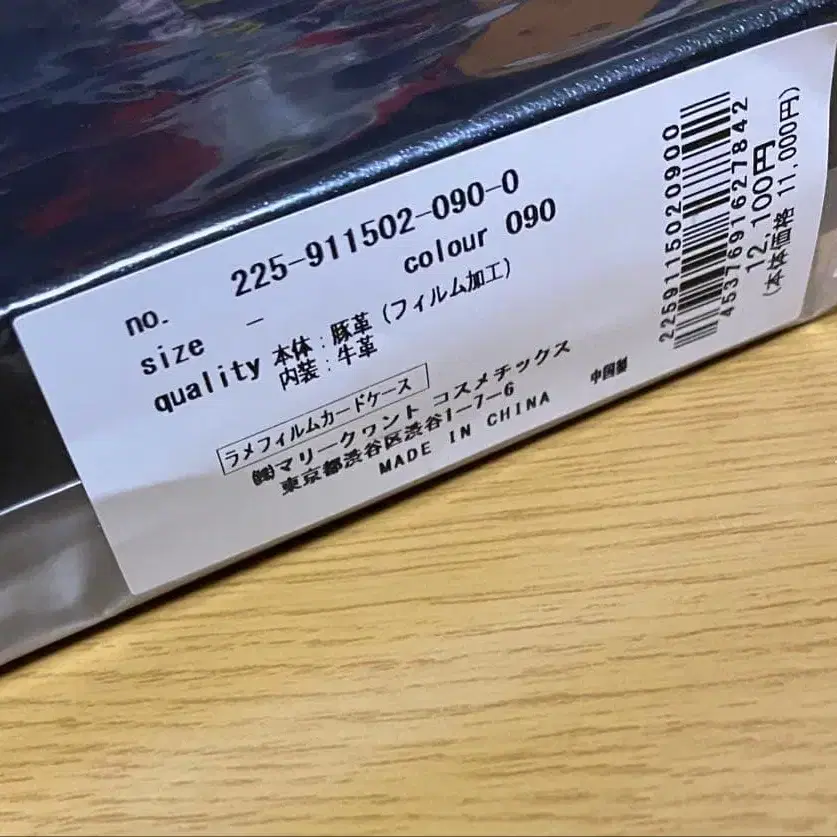 no. 225-911502-090-0
size — colour 090
quality 本体:豚革(フィルム加工)
内装:牛革
ラメフィルムカードケース
㈱マリークヮント コスメチックス
東京都渋谷区渋谷1-7-6 中国製
MADE IN CHINA
2259115020900
4537691627842
12,100円
(本体価格 11,000円)